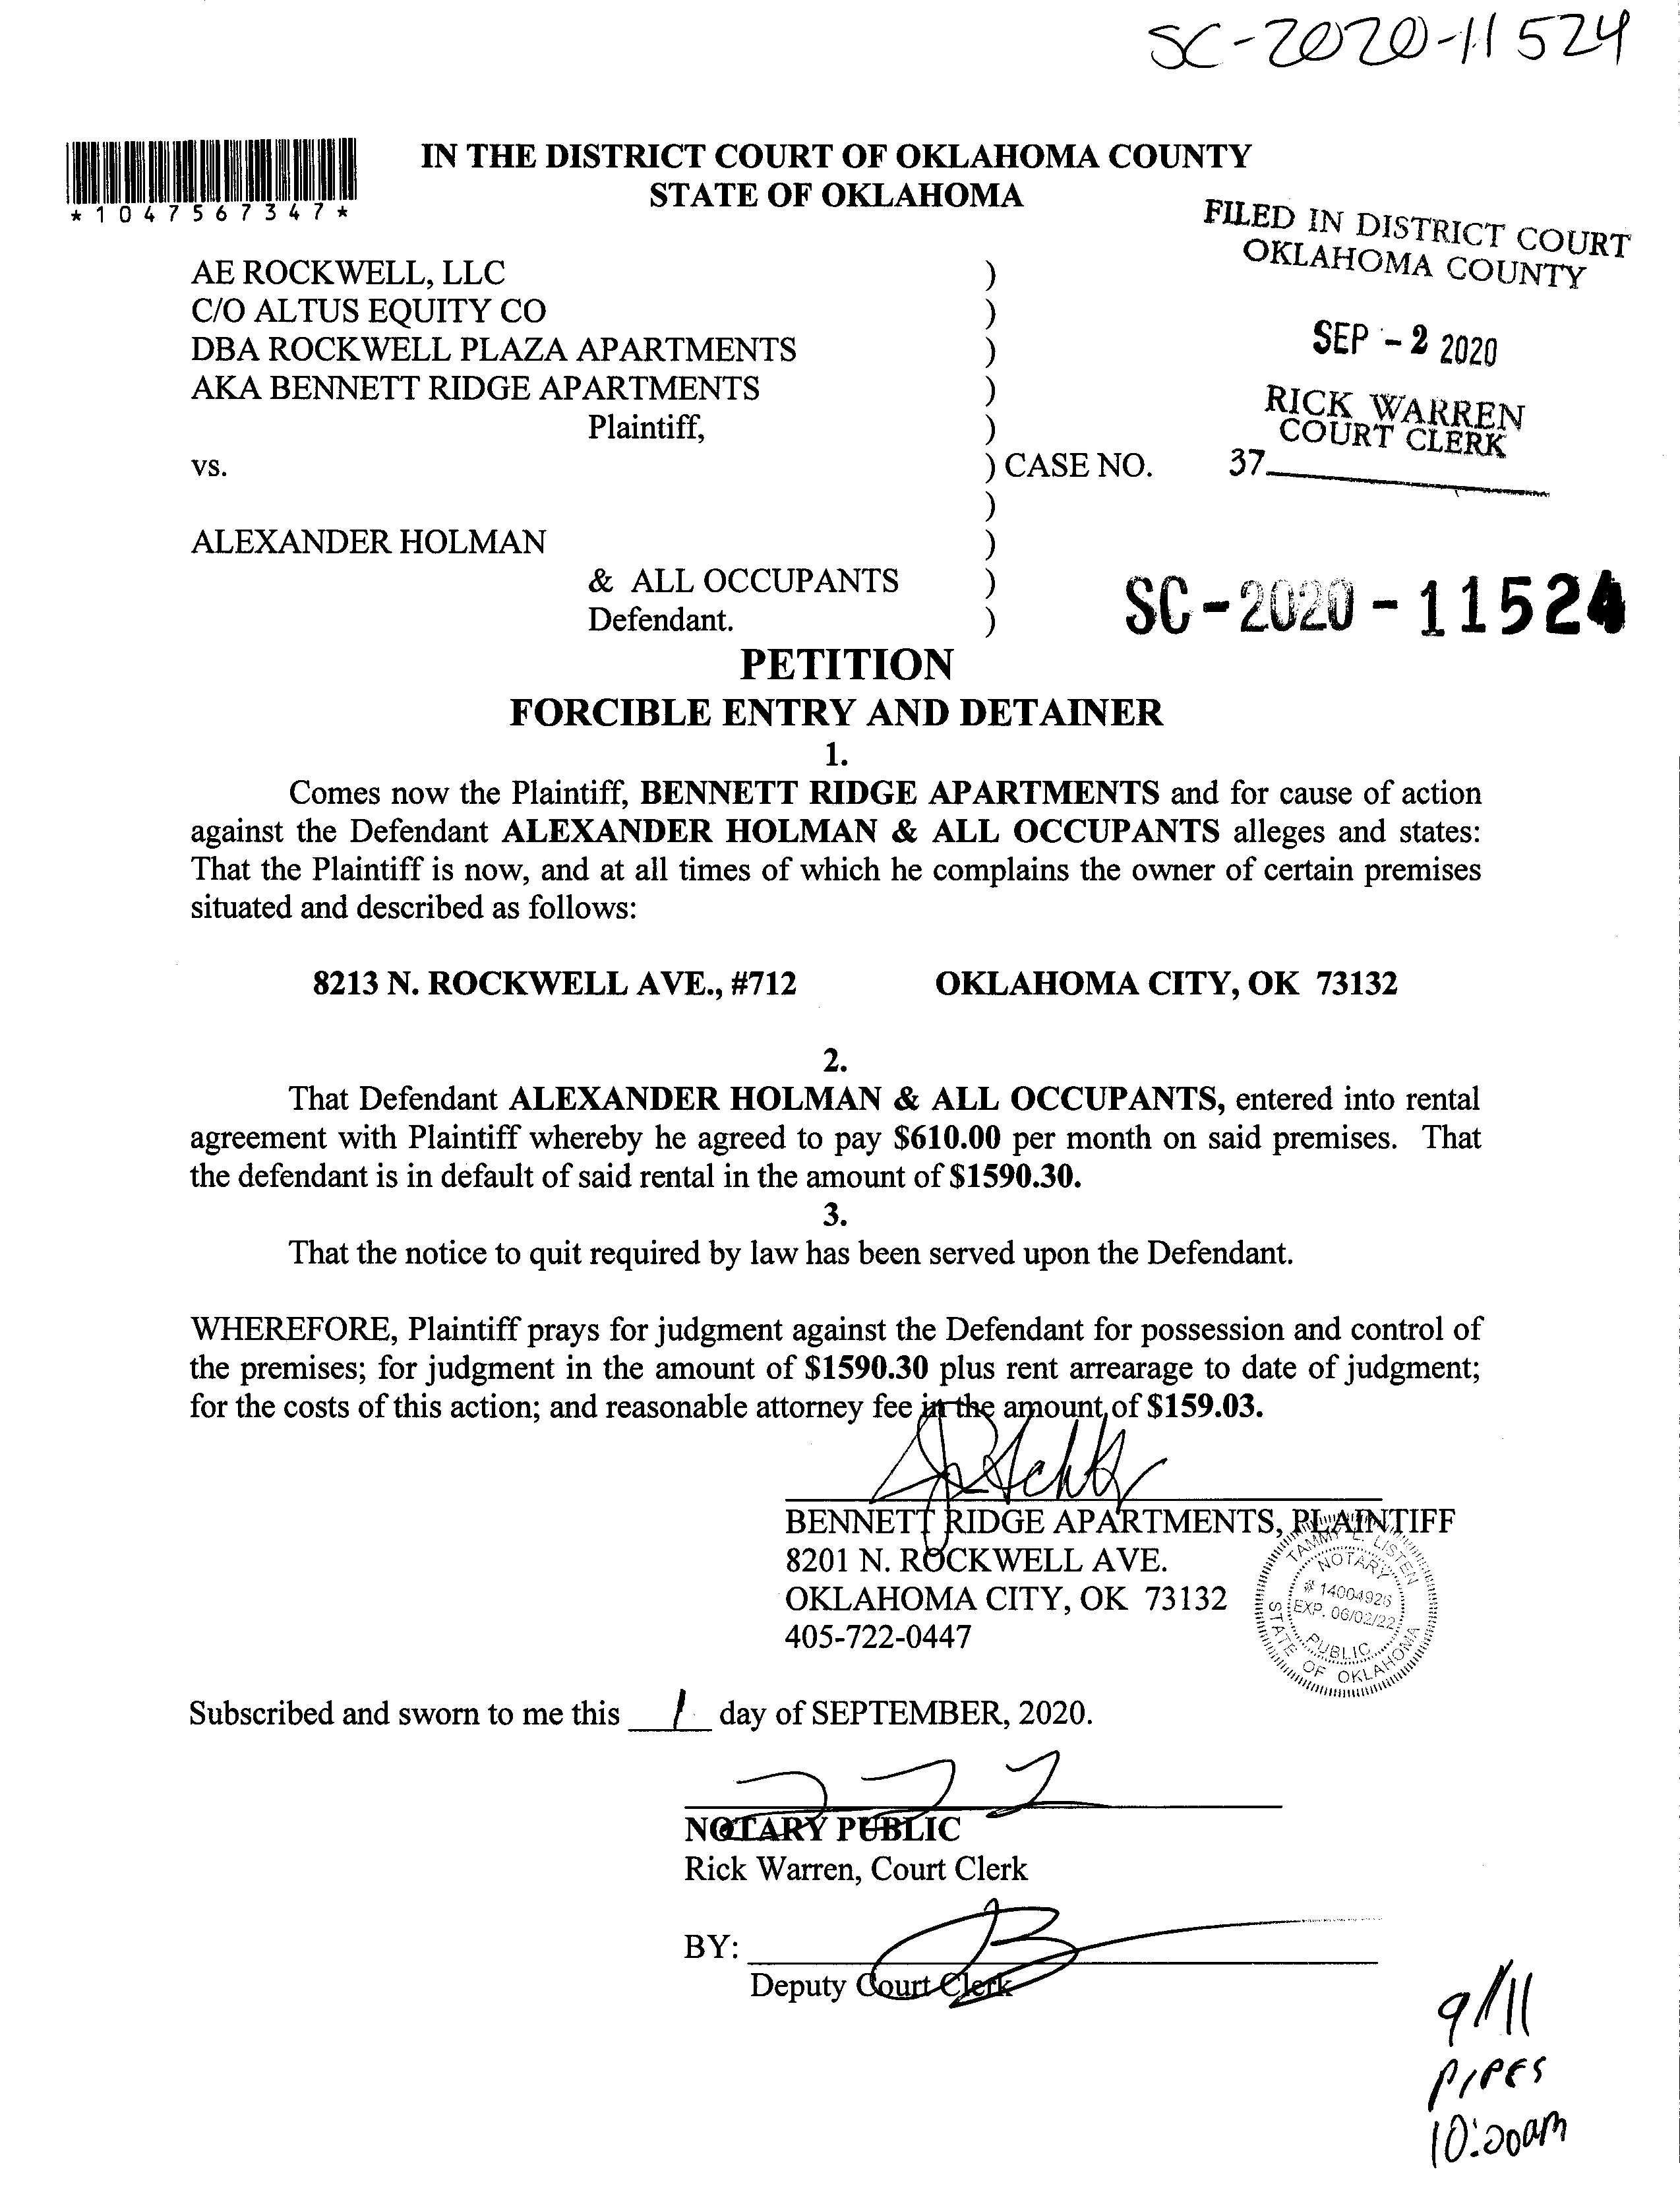 SC-2020-11524
*1047567347*
IN THE DISTRICT COURT OF OKLAHOMA COUNTY
STATE OF OKLAHOMA
FILED IN DISTRICT COURT
OKLAHOMA COUNTY
SEP - 2 2020
RICK WARREN
COURT CLERK
37
AE ROCKWELL, LLC )
C/O ALTUS EQUITY CO )
DBA ROCKWELL PLAZA APARTMENTS )
AKA BENNETT RIDGE APARTMENTS )
Plaintiff, )
vs. ) CASE NO.
)
ALEXANDER HOLMAN )
& ALL OCCUPANTS )
Defendant. )
SC-2020-11524
PETITION
FORCIBLE ENTRY AND DETAINER
1.
Comes now the Plaintiff, BENNETT RIDGE APARTMENTS and for cause of action
against the Defendant ALEXANDER HOLMAN & ALL OCCUPANTS alleges and states:
That the Plaintiff is now, and at all times of which he complains the owner of certain premises
situated and described as follows:
8213 N. ROCKWELL AVE., #712 OKLAHOMA CITY, OK 73132
2.
That Defendant ALEXANDER HOLMAN & ALL OCCUPANTS, entered into rental
agreement with Plaintiff whereby he agreed to pay $610.00 per month on said premises. That
the defendant is in default of said rental in the amount of $1590.30.
3.
That the notice to quit required by law has been served upon the Defendant.
WHEREFORE, Plaintiff prays for judgment against the Defendant for possession and control of
the premises; for judgment in the amount of $1590.30 plus rent arrearage to date of judgment;
for the costs of this action; and reasonable attorney fee in the amount of $159.03.
BENNETT RIDGE APARTMENTS, PLAINTIFF
8201 N. ROCKWELL AVE.
OKLAHOMA CITY, OK 73132
405-722-0447
TAMMY L. LISTEN
NOTARY
# 14004926
EXP. 06/02/22
PUBLIC
STATE OF OKLAHOMA
Subscribed and sworn to me this 1 day of SEPTEMBER, 2020.
NOTARY PUBLIC
Rick Warren, Court Clerk
BY:
Deputy Court Clerk
9/11
PIPES
10:00am